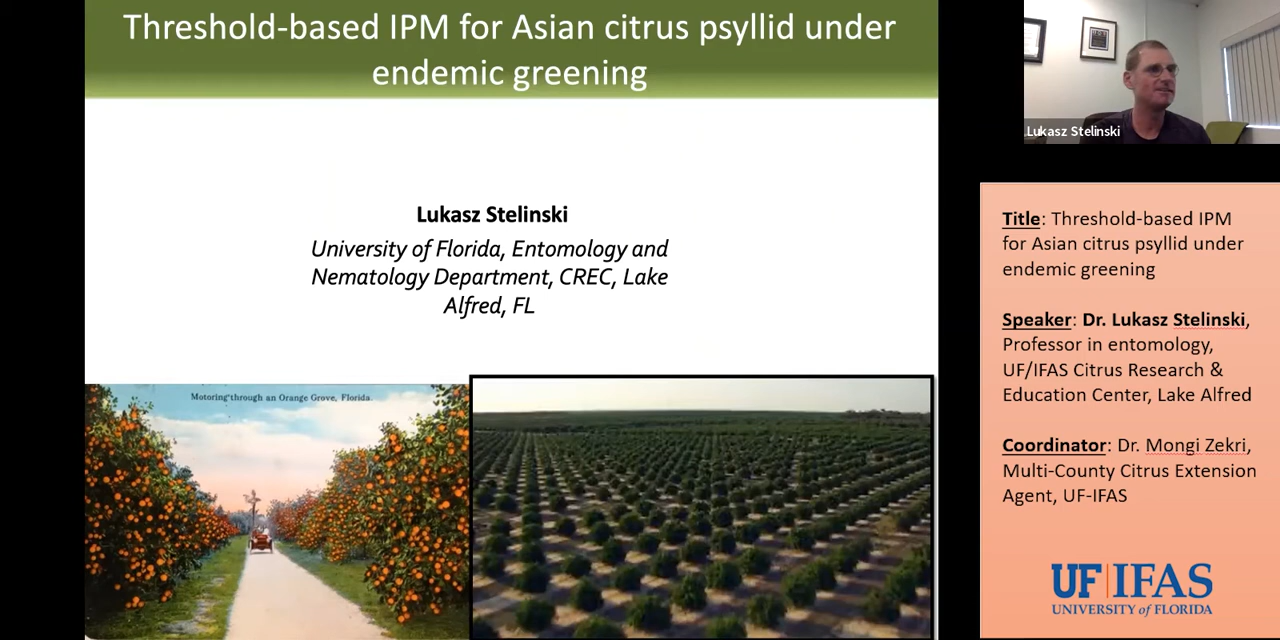 Threshold-based IPM for Asian citrus psyllid under
endemic greening
Lukasz Stelinski
University of Florida, Entomology and
Nematology Department, CREC, Lake
Alfred, FL
Motoring through an Orange Grove, Florida
Lukasz Stelinski
Title: Threshold-based IPM
for Asian citrus psyllid under
endemic greening
Speaker: Dr. Lukasz Stelinski,
Professor in entomology,
UF/IFAS Citrus Research &
Education Center, Lake Alfred
Coordinator: Dr. Mongi Zekri,
Multi-County Citrus Extension
Agent, UF-IFAS
UF|IFAS
UNIVERSITY of FLORIDA